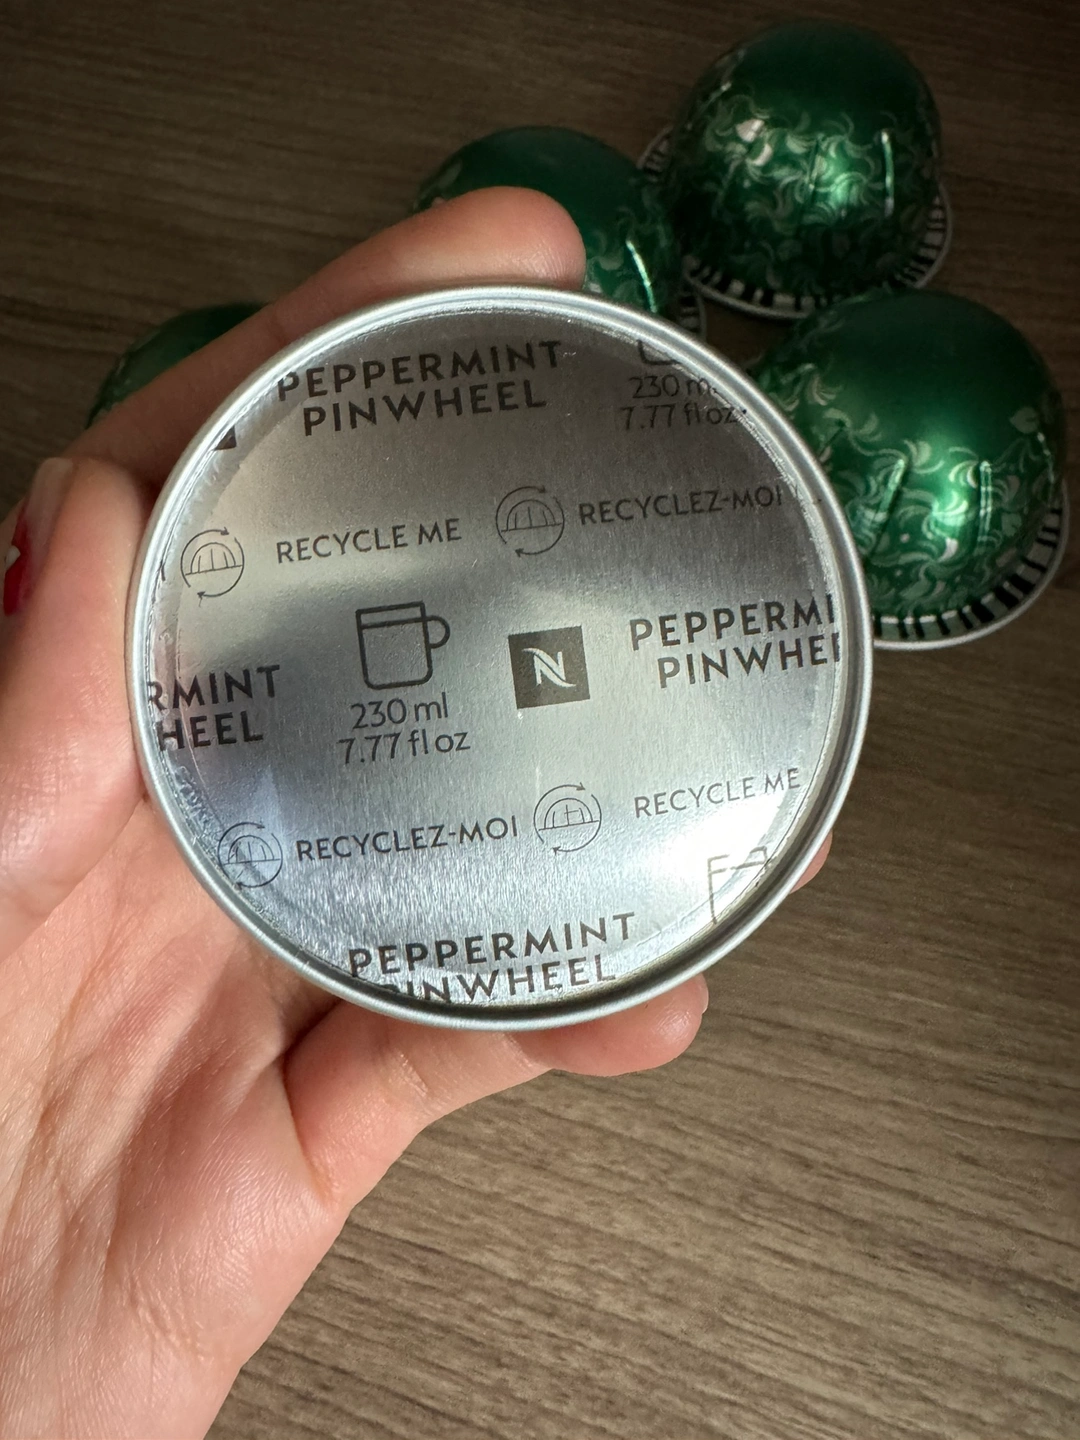 PEPPERMINT
PINWHEEL
230 ml
7.77 fl oz
RECYCLE ME
RECYCLEZ-MOI
RMINT
HEEL
230 ml
7.77 fl oz
N
PEPPERMI
PINWHE
RECYCLEZ-MOI
RECYCLE ME
PEPPERMINT
PINWHEEL